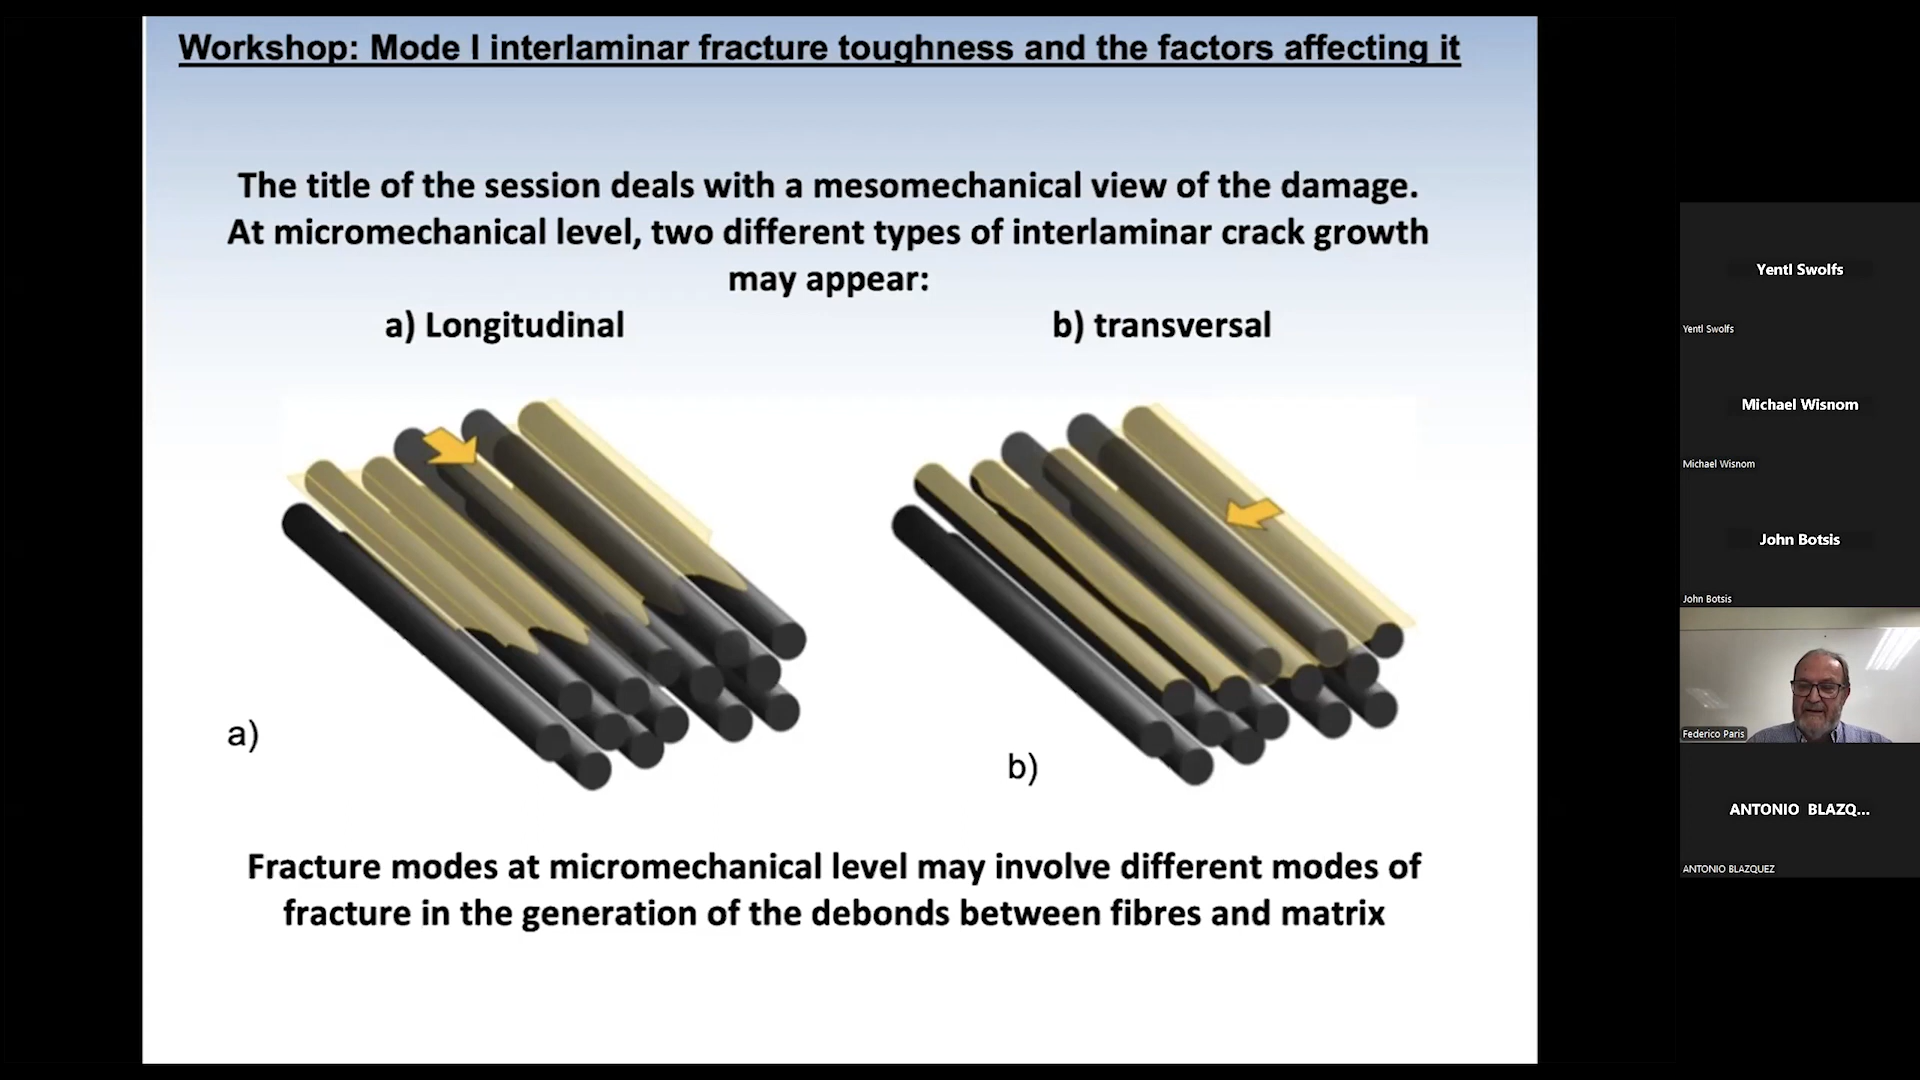 Workshop: Mode I interlaminar fracture toughness and the factors affecting it
The title of the session deals with a mesomechanical view of the damage.
At micromechanical level, two different types of interlaminar crack growth
may appear:
a) Longitudinal
b) transversal
a)
b)
Fracture modes at micromechanical level may involve different modes of
fracture in the generation of the debonds between fibres and matrix
Yentl Swolfs
Yentl Swolfs
Michael Wisnom
Michael Wisnom
John Botsis
John Botsis
Federico Paris
ANTONIO BLAZQ...
ANTONIO BLAZQUEZ